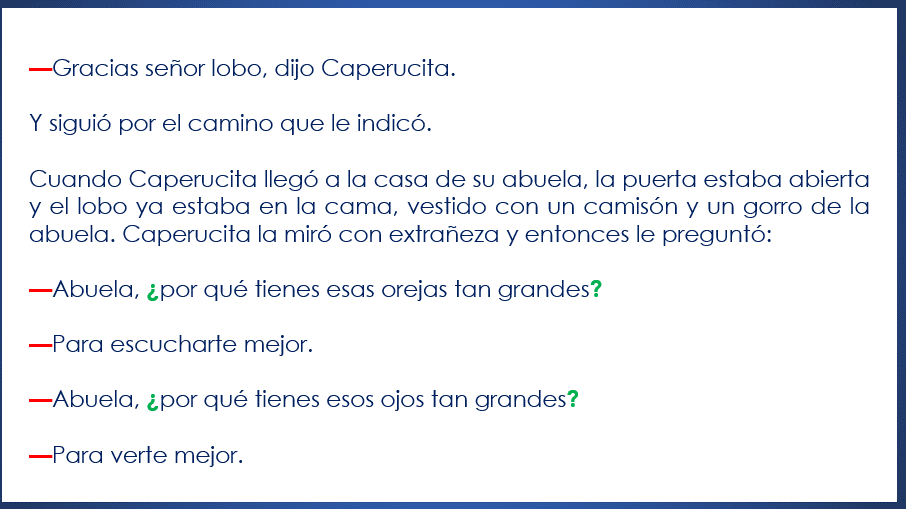 —Gracias señor lobo, dijo Caperucita.
Y siguió por el camino que le indicó.
Cuando Caperucita llegó a la casa de su abuela, la puerta estaba abierta
y el lobo ya estaba en la cama, vestido con un camisón y un gorro de la
abuela. Caperucita la miró con extrañeza y entonces le preguntó:
—Abuela, ¿por qué tienes esas orejas tan grandes?
—Para escucharte mejor.
—Abuela, ¿por qué tienes esos ojos tan grandes?
—Para verte mejor.